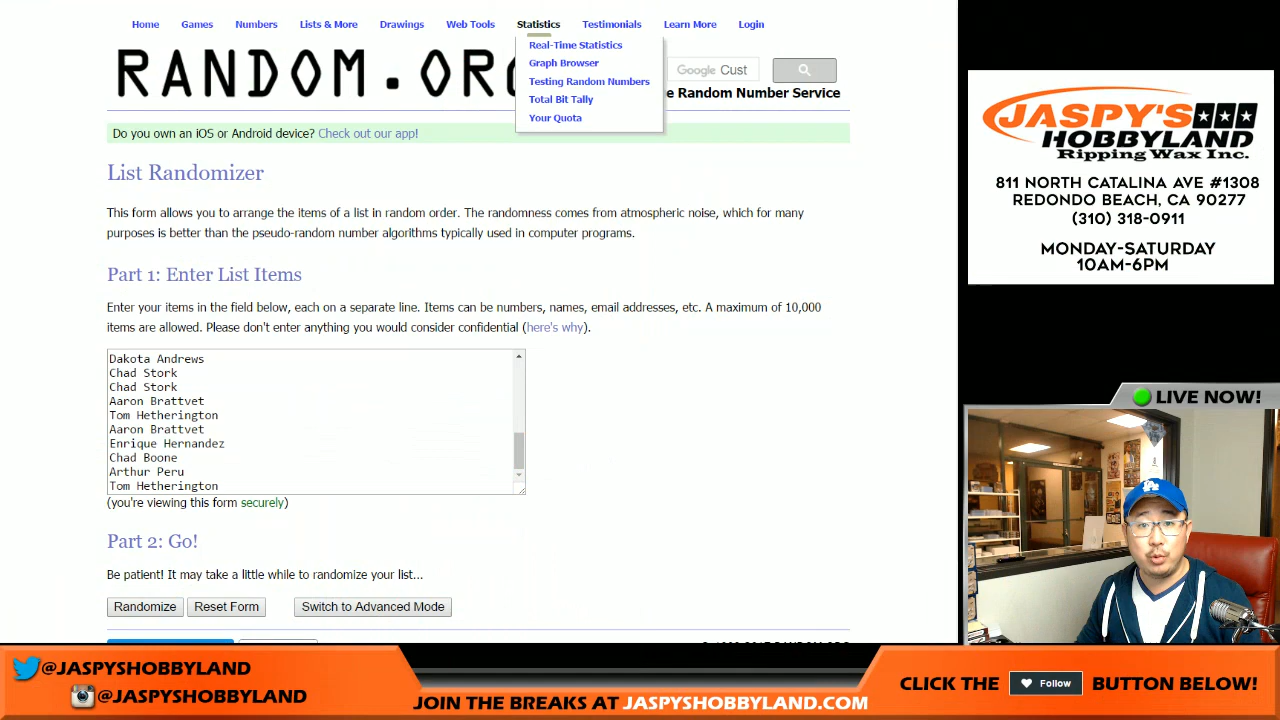 Home Games Numbers Lists & More Drawings Web Tools Statistics Testimonials Learn More Login
Real-Time Statistics
Graph Browser
Testing Random Numbers
Total Bit Tally
Your Quota
RANDOM.ORG
Google Cust
e Random Number Service
Do you own an iOS or Android device? Check out our app!
List Randomizer
This form allows you to arrange the items of a list in random order. The randomness comes from atmospheric noise, which for many
purposes is better than the pseudo-random number algorithms typically used in computer programs.
Part 1: Enter List Items
Enter your items in the field below, each on a separate line. Items can be numbers, names, email addresses, etc. A maximum of 10,000
items are allowed. Please don't enter anything you would consider confidential (here's why).
Dakota Andrews
Chad Stork
Chad Stork
Aaron Brattvet
Tom Hetherington
Aaron Brattvet
Enrique Hernandez
Chad Boone
Arthur Peru
Tom Hetherington
(you're viewing this form securely)
Part 2: Go!
Be patient! It may take a little while to randomize your list...
Randomize Reset Form Switch to Advanced Mode
JASPY'S
HOBBYLAND
Ripping Wax Inc.
811 NORTH CATALINA AVE #1308
REDONDO BEACH, CA 90277
(310) 318-0911
MONDAY-SATURDAY
10AM-6PM
LIVE NOW!
@JASPYSHOBBYLAND
@JASPYSHOBBYLAND
JOIN THE BREAKS AT JASPYSHOBBYLAND.COM
CLICK THE Follow BUTTON BELOW!